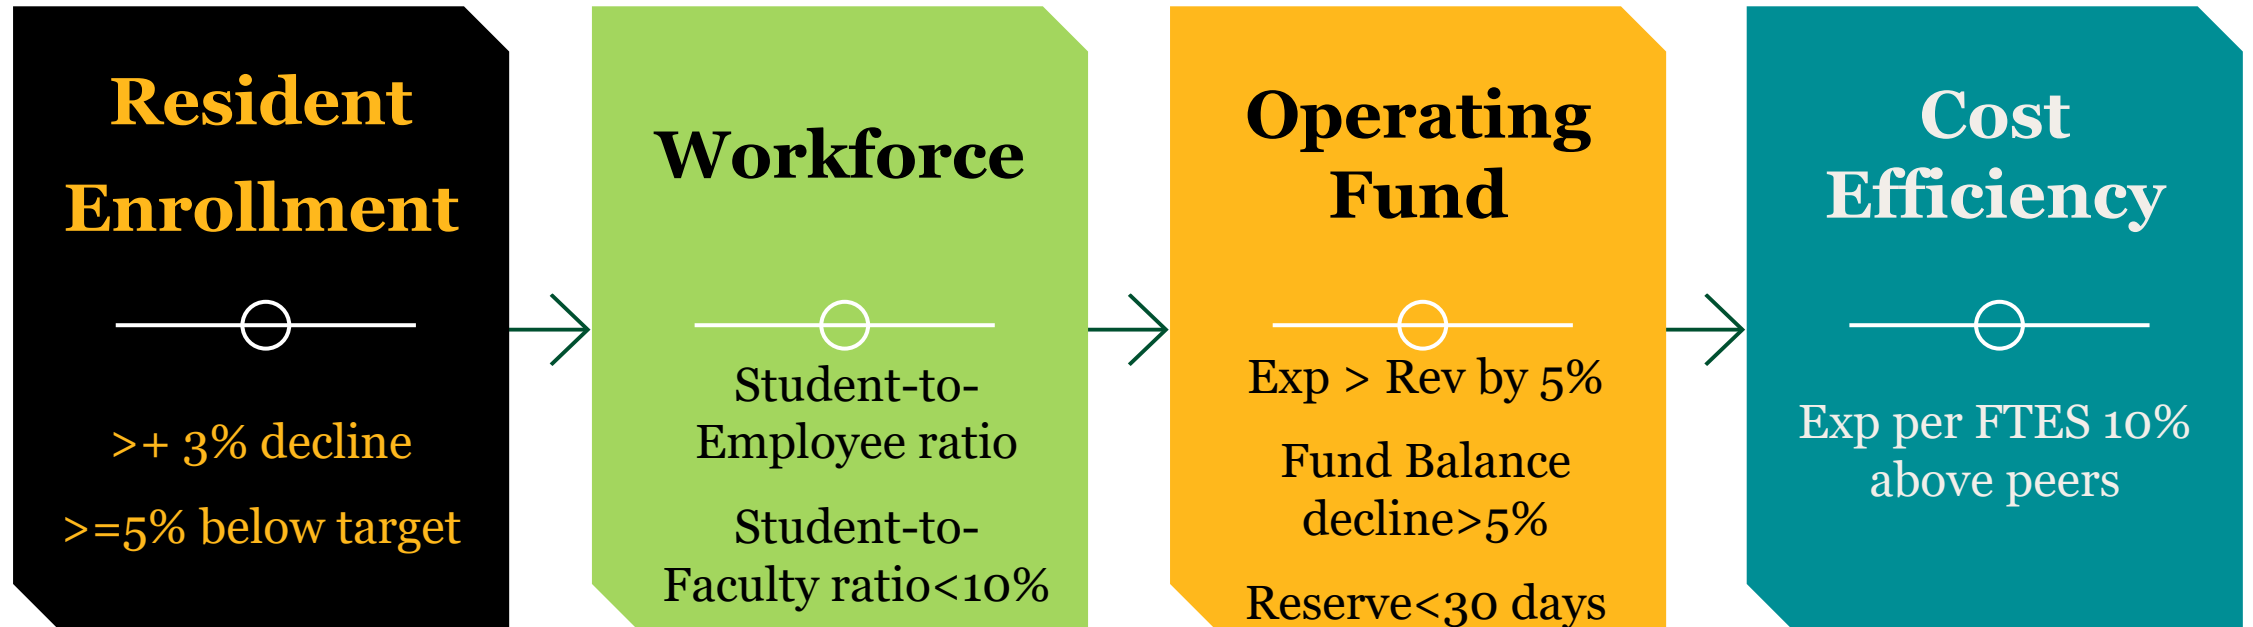 Resident
Enrollment
>+ 3% decline
>=5% below target
Workforce
Student-to-
Employee ratio
Student-to-
Faculty ratio<10%
Operating
Fund
Exp > Rev by 5%
Fund Balance
decline>5%
Reserve<30 days
Cost
Efficiency
Exp per FTES 10%
above peers